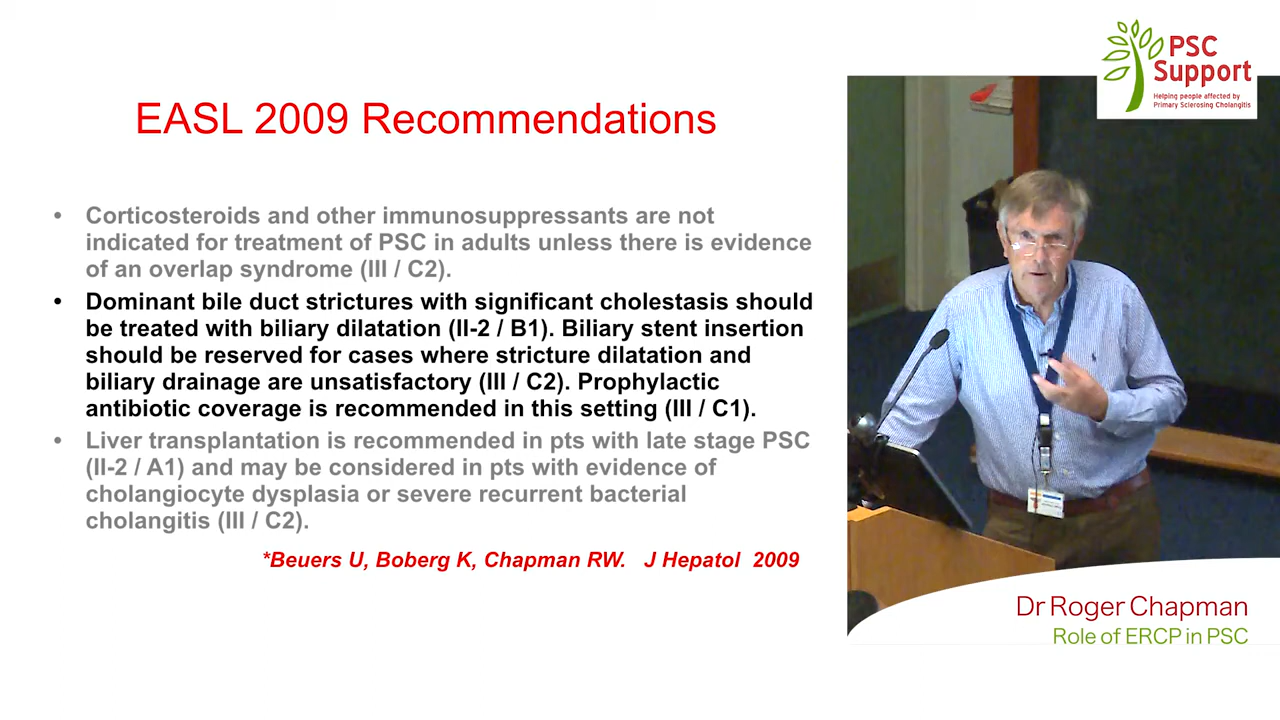 PSC
Support
Helping people affected by
Primary Sclerosing Cholangitis
EASL 2009 Recommendations
• Corticosteroids and other immunosuppressants are not
indicated for treatment of PSC in adults unless there is evidence
of an overlap syndrome (III / C2).
• Dominant bile duct strictures with significant cholestasis should
be treated with biliary dilatation (II-2 / B1). Biliary stent insertion
should be reserved for cases where stricture dilatation and
biliary drainage are unsatisfactory (III / C2). Prophylactic
antibiotic coverage is recommended in this setting (III / C1).
• Liver transplantation is recommended in pts with late stage PSC
(II-2 / A1) and may be considered in pts with evidence of
cholangiocyte dysplasia or severe recurrent bacterial
cholangitis (III / C2).
*Beuers U, Boberg K, Chapman RW. J Hepatol 2009
Dr Roger Chapman
Role of ERCP in PSC